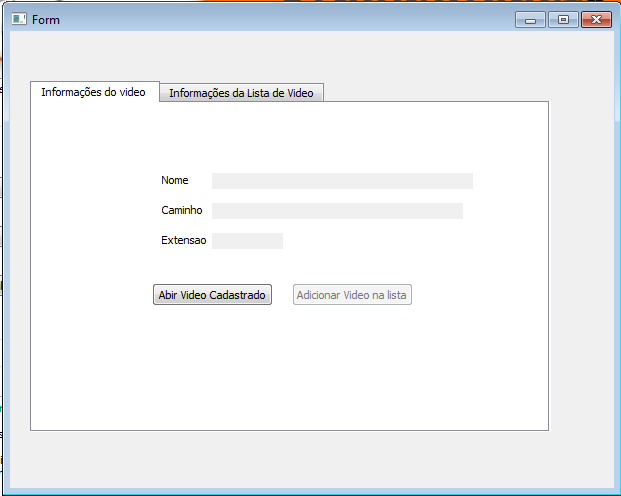 Form
Informações do video
Informações da Lista de Video
Nome
Caminho
Extensao
Abir Video Cadastrado
Adicionar Video na lista